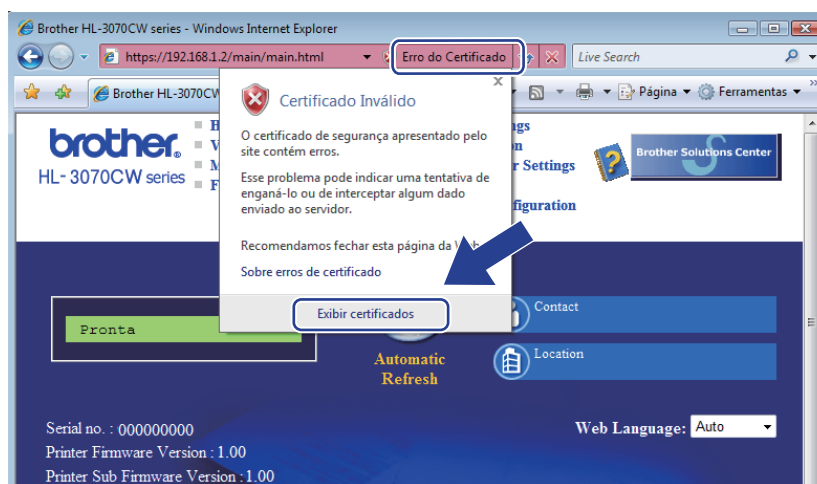 Brother HL-3070CW series - Windows Internet Explorer
https://192.168.1.2/main/main.html
Erro do Certificado
Live Search
Brother HL-3070CW
Página
Ferramentas
brother®
HL-3070CW series
Certificado Inválido
O certificado de segurança apresentado pelo
site contém erros.
Esse problema pode indicar uma tentativa de
enganá-lo ou de interceptar algum dado
enviado ao servidor.
Recomendamos fechar esta página da
Sobre erros de certificado
Exibir certificados
Settings
Brother Solutions Center
Pronta
Automatic
Refresh
Contact
Location
Serial no. : 000000000
Web Language: Auto
Printer Firmware Version : 1.00
Printer Sub Firmware Version : 1.00